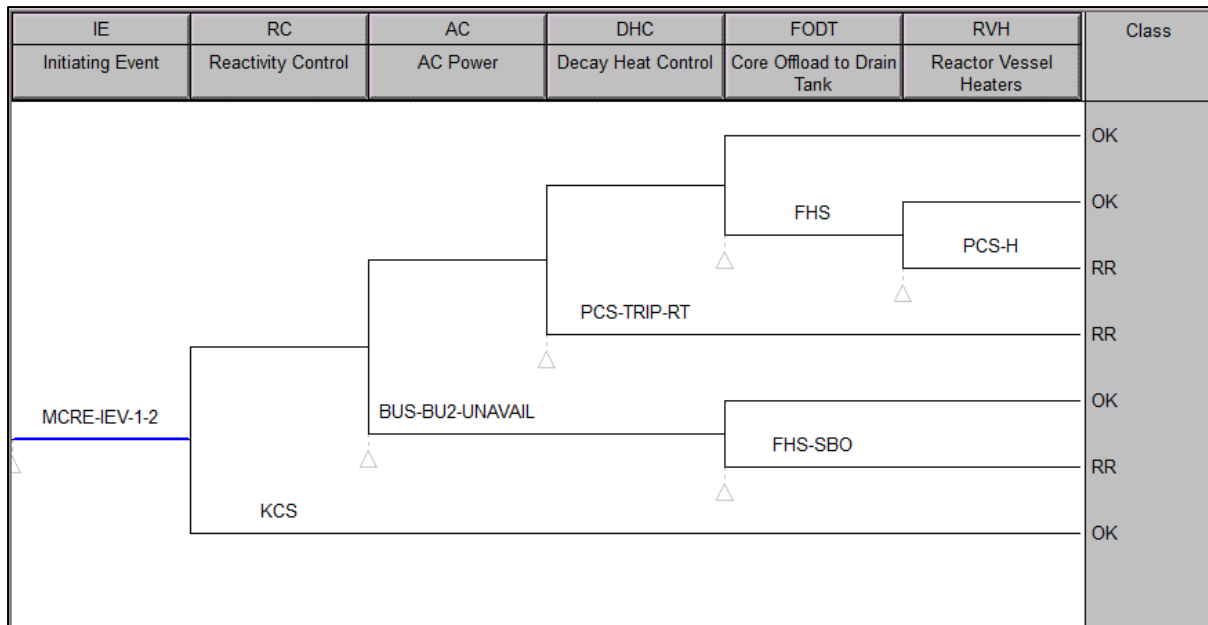 IE
RC
AC
DHC
FODT
RVH
Class
Initiating Event
Reactivity Control
AC Power
Decay Heat Control
Core Offload to Drain
Tank
Reactor Vessel
Heaters
OK
OK
FHS
PCS-H
RR
PCS-TRIP-RT
RR
OK
MCRE-IEV-1-2
BUS-BU2-UNAVAIL
FHS-SBO
RR
KCS
OK